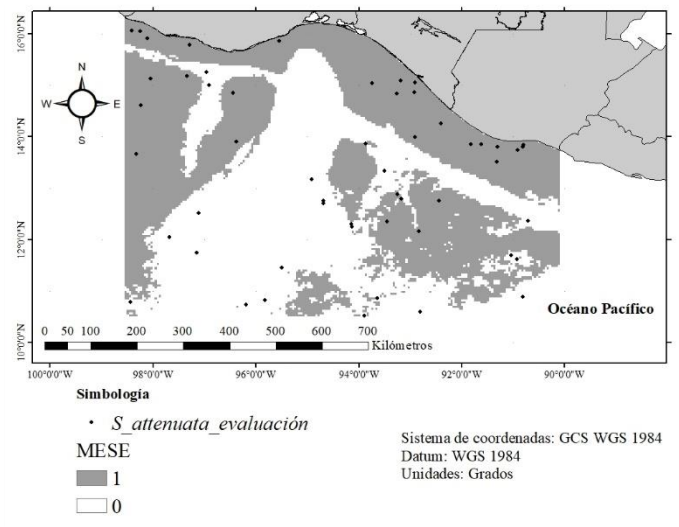 16°0'0"N
14°0'0"N
12°0'0"N
10°0'0"N
N
W E
S
Océano Pacífico
0 50 100 200 300 400 500 600 700
Kilómetros
100°0'0"W 98°0'0"W 96°0'0"W 94°0'0"W 92°0'0"W 90°0'0"W
Simbología
S_attenuata_evaluación
MESE
1
0
Sistema de coordenadas: GCS WGS 1984
Datum: WGS 1984
Unidades: Grados